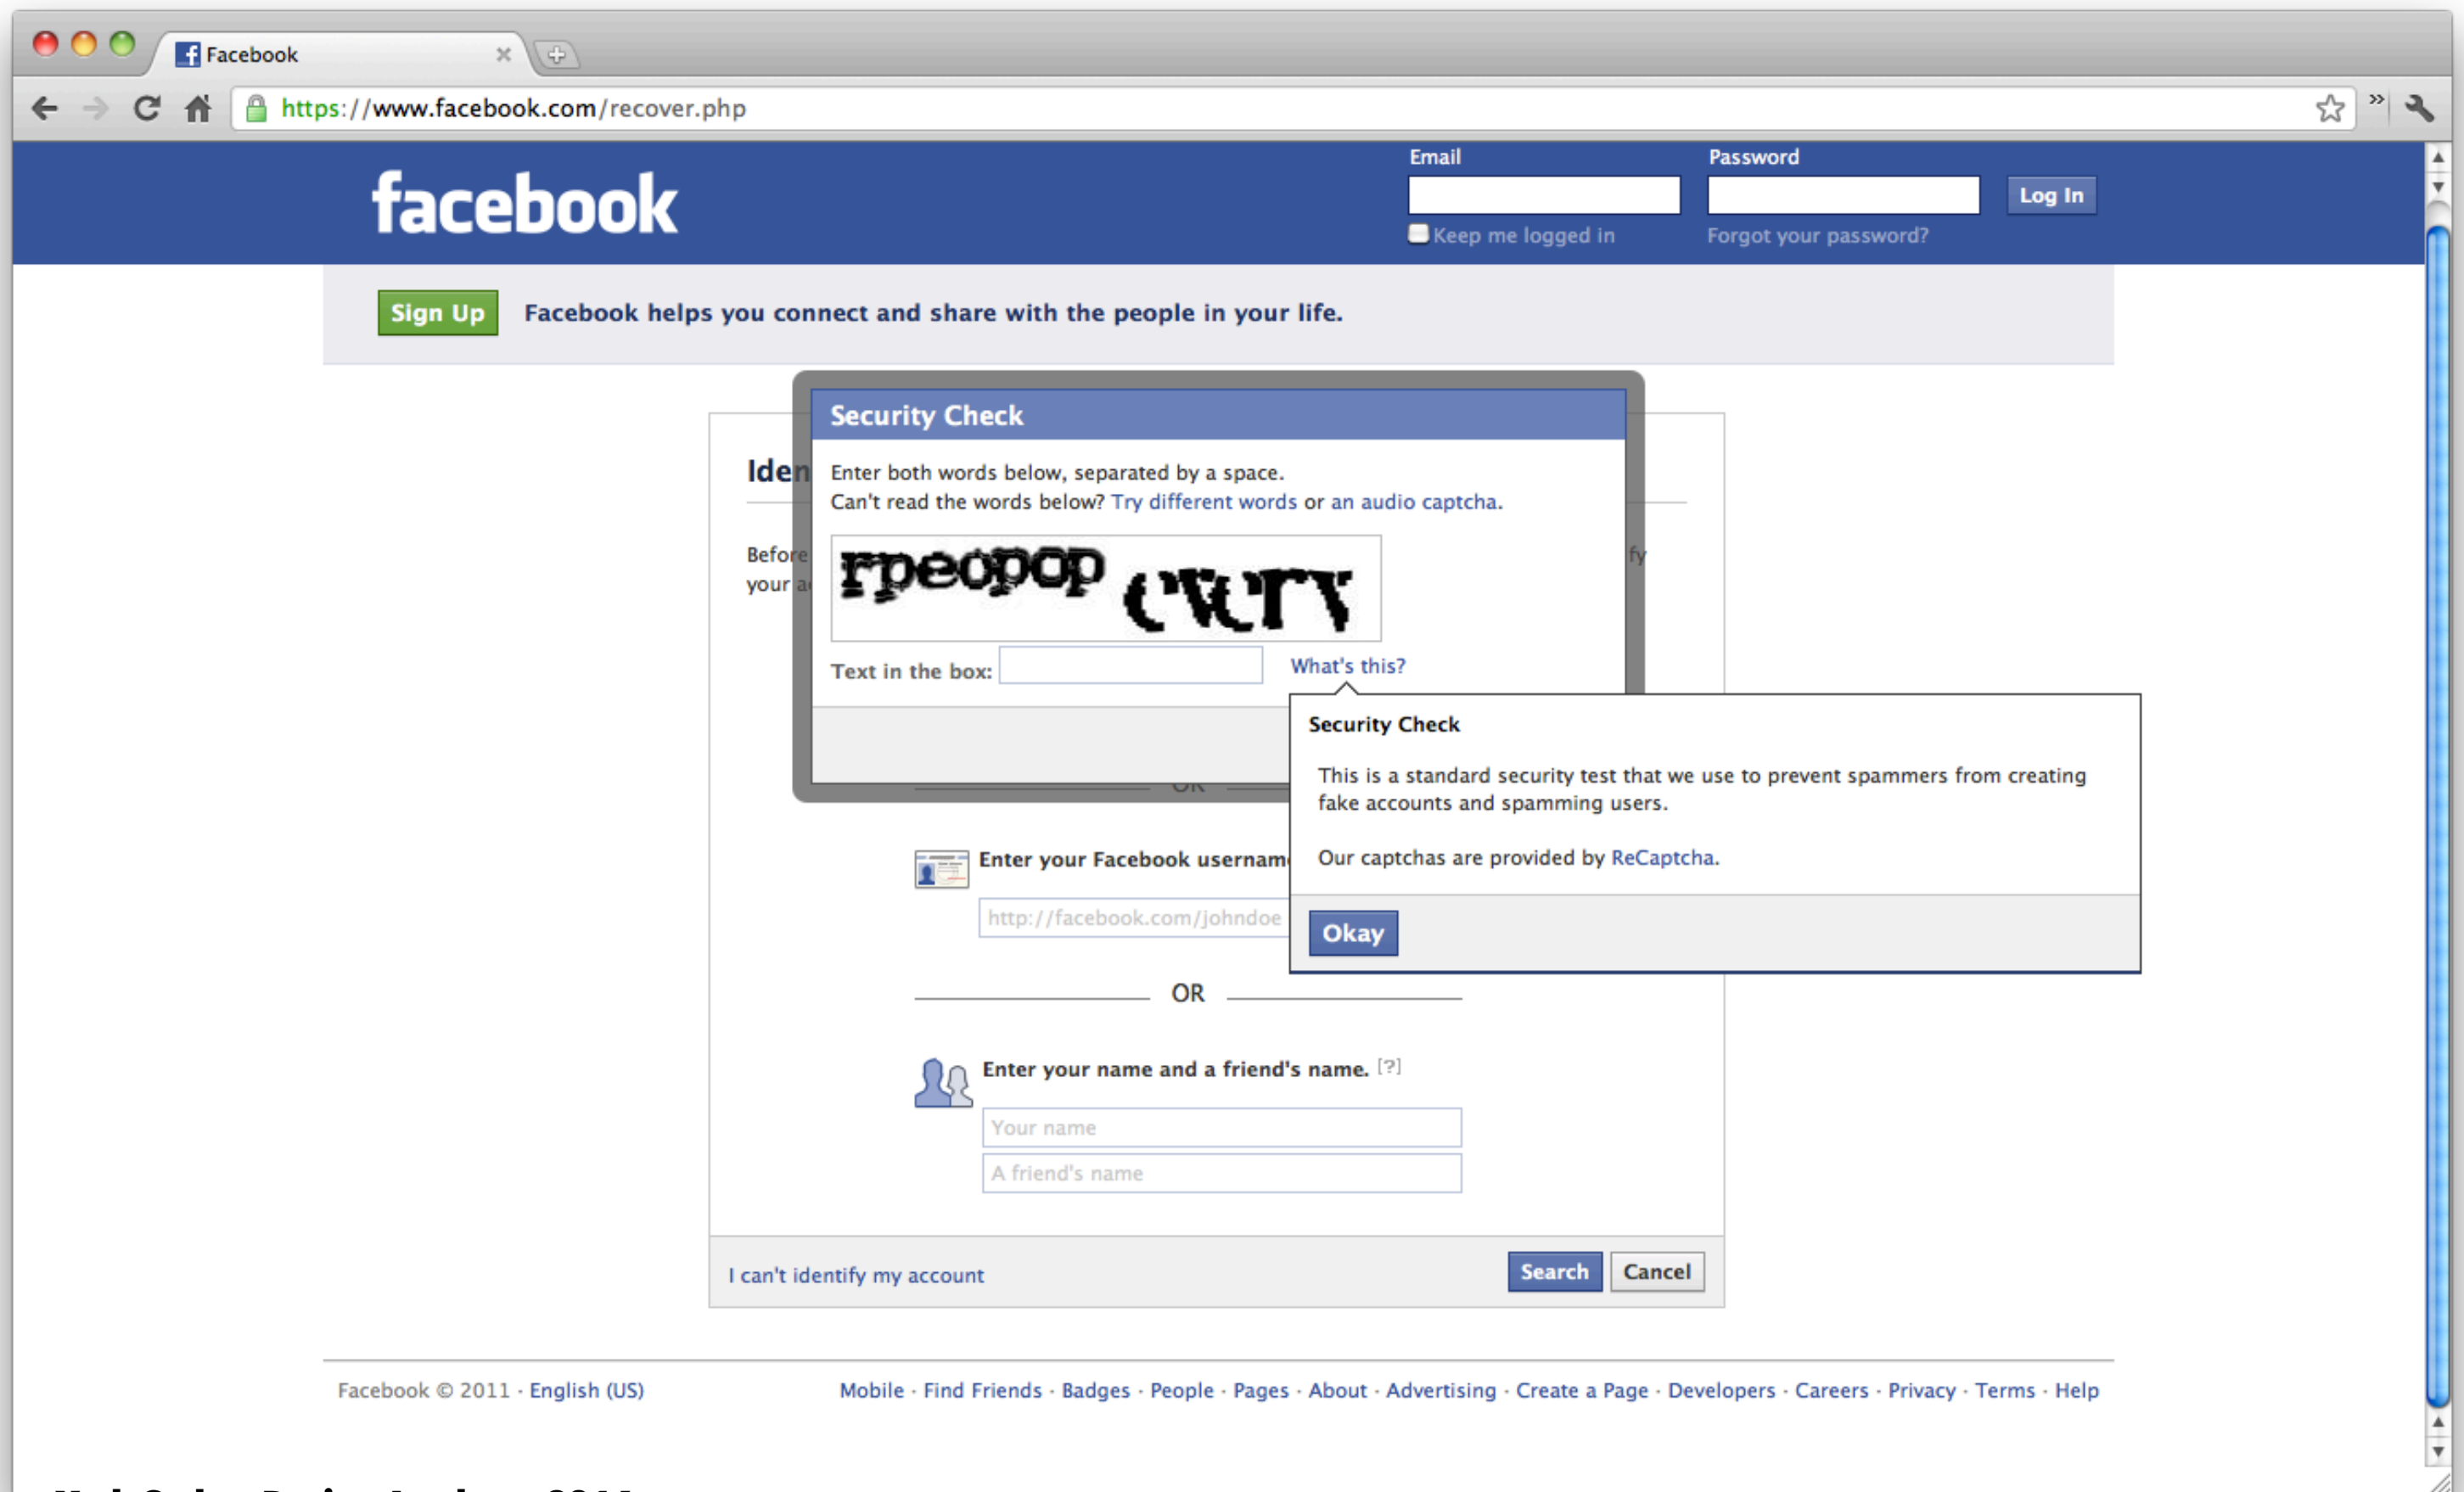 Facebook
https://www.facebook.com/recover.php
facebook
Email
Password
Log In
Keep me logged in
Forgot your password?
Sign Up
Facebook helps you connect and share with the people in your life.
Security Check
Iden
Enter both words below, separated by a space.
Can't read the words below? Try different words or an audio captcha.
Before
fy
your a
rpeopop
Text in the box:
What's this?
Security Check
This is a standard security test that we use to prevent spammers from creating
fake accounts and spamming users.
OR
Our captchas are provided by ReCaptcha.
Okay
Enter your Facebook usernam
http://facebook.com/johndoe
OR
Enter your name and a friend's name. [?]
Your name
A friend's name
I can't identify my account
Search
Cancel
Facebook © 2011 · English (US)
Mobile · Find Friends · Badges · People · Pages · About · Advertising · Create a Page · Developers · Careers · Privacy · Terms · Help